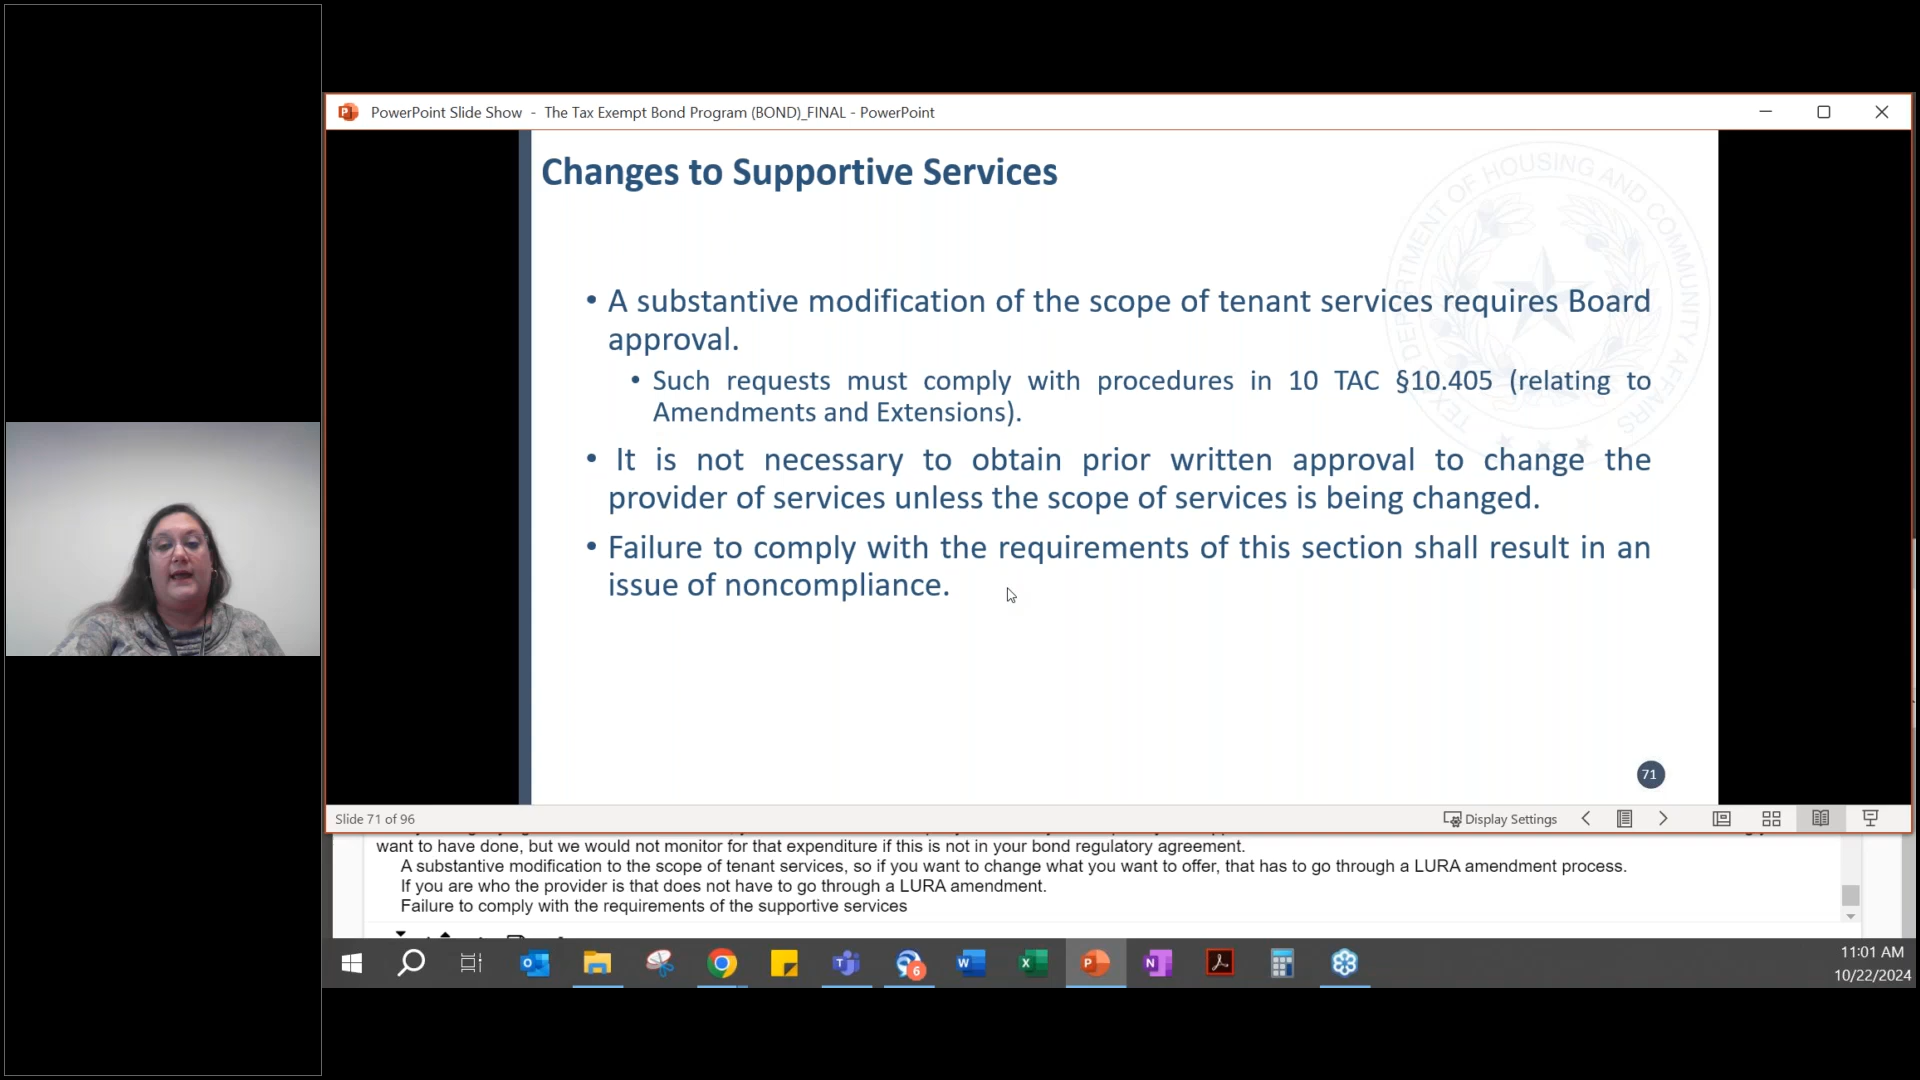 PowerPoint Slide Show - The Tax Exempt Bond Program (BOND)_FINAL - PowerPoint
Changes to Supportive Services
TEXAS DEPARTMENT OF HOUSING AND COMMUNITY AFFAIRS
• A substantive modification of the scope of tenant services requires Board
approval.
• Such requests must comply with procedures in 10 TAC §10.405 (relating to
Amendments and Extensions).
• It is not necessary to obtain prior written approval to change the
provider of services unless the scope of services is being changed.
• Failure to comply with the requirements of this section shall result in an
issue of noncompliance.
71
Slide 71 of 96
Display Settings
want to have done, but we would not monitor for that expenditure if this is not in your bond regulatory agreement.
A substantive modification to the scope of tenant services, so if you want to change what you want to offer, that has to go through a LURA amendment process.
If you are who the provider is that does not have to go through a LURA amendment.
Failure to comply with the requirements of the supportive services
6
11:01 AM
10/22/2024